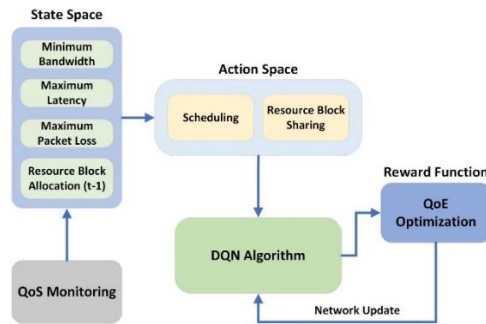 State Space
Minimum
Bandwidth
Maximum
Latency
Maximum
Packet Loss
Resource Block
Allocation (t-1)
QoS Monitoring
Action Space
Scheduling
Resource Block
Sharing
DQN Algorithm
Reward Function
QoE
Optimization
Network Update